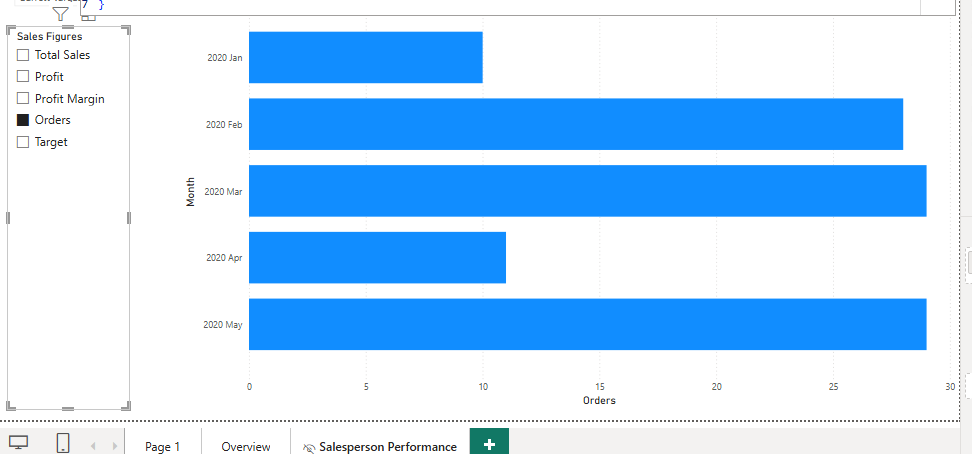 7 }
Sales Figures
Total Sales
Profit
Profit Margin
Orders
Target
Month
2020 Jan
2020 Feb
2020 Mar
2020 Apr
2020 May
0 5 10 15 20 25 30
Orders
Page 1 Overview Salesperson Performance +